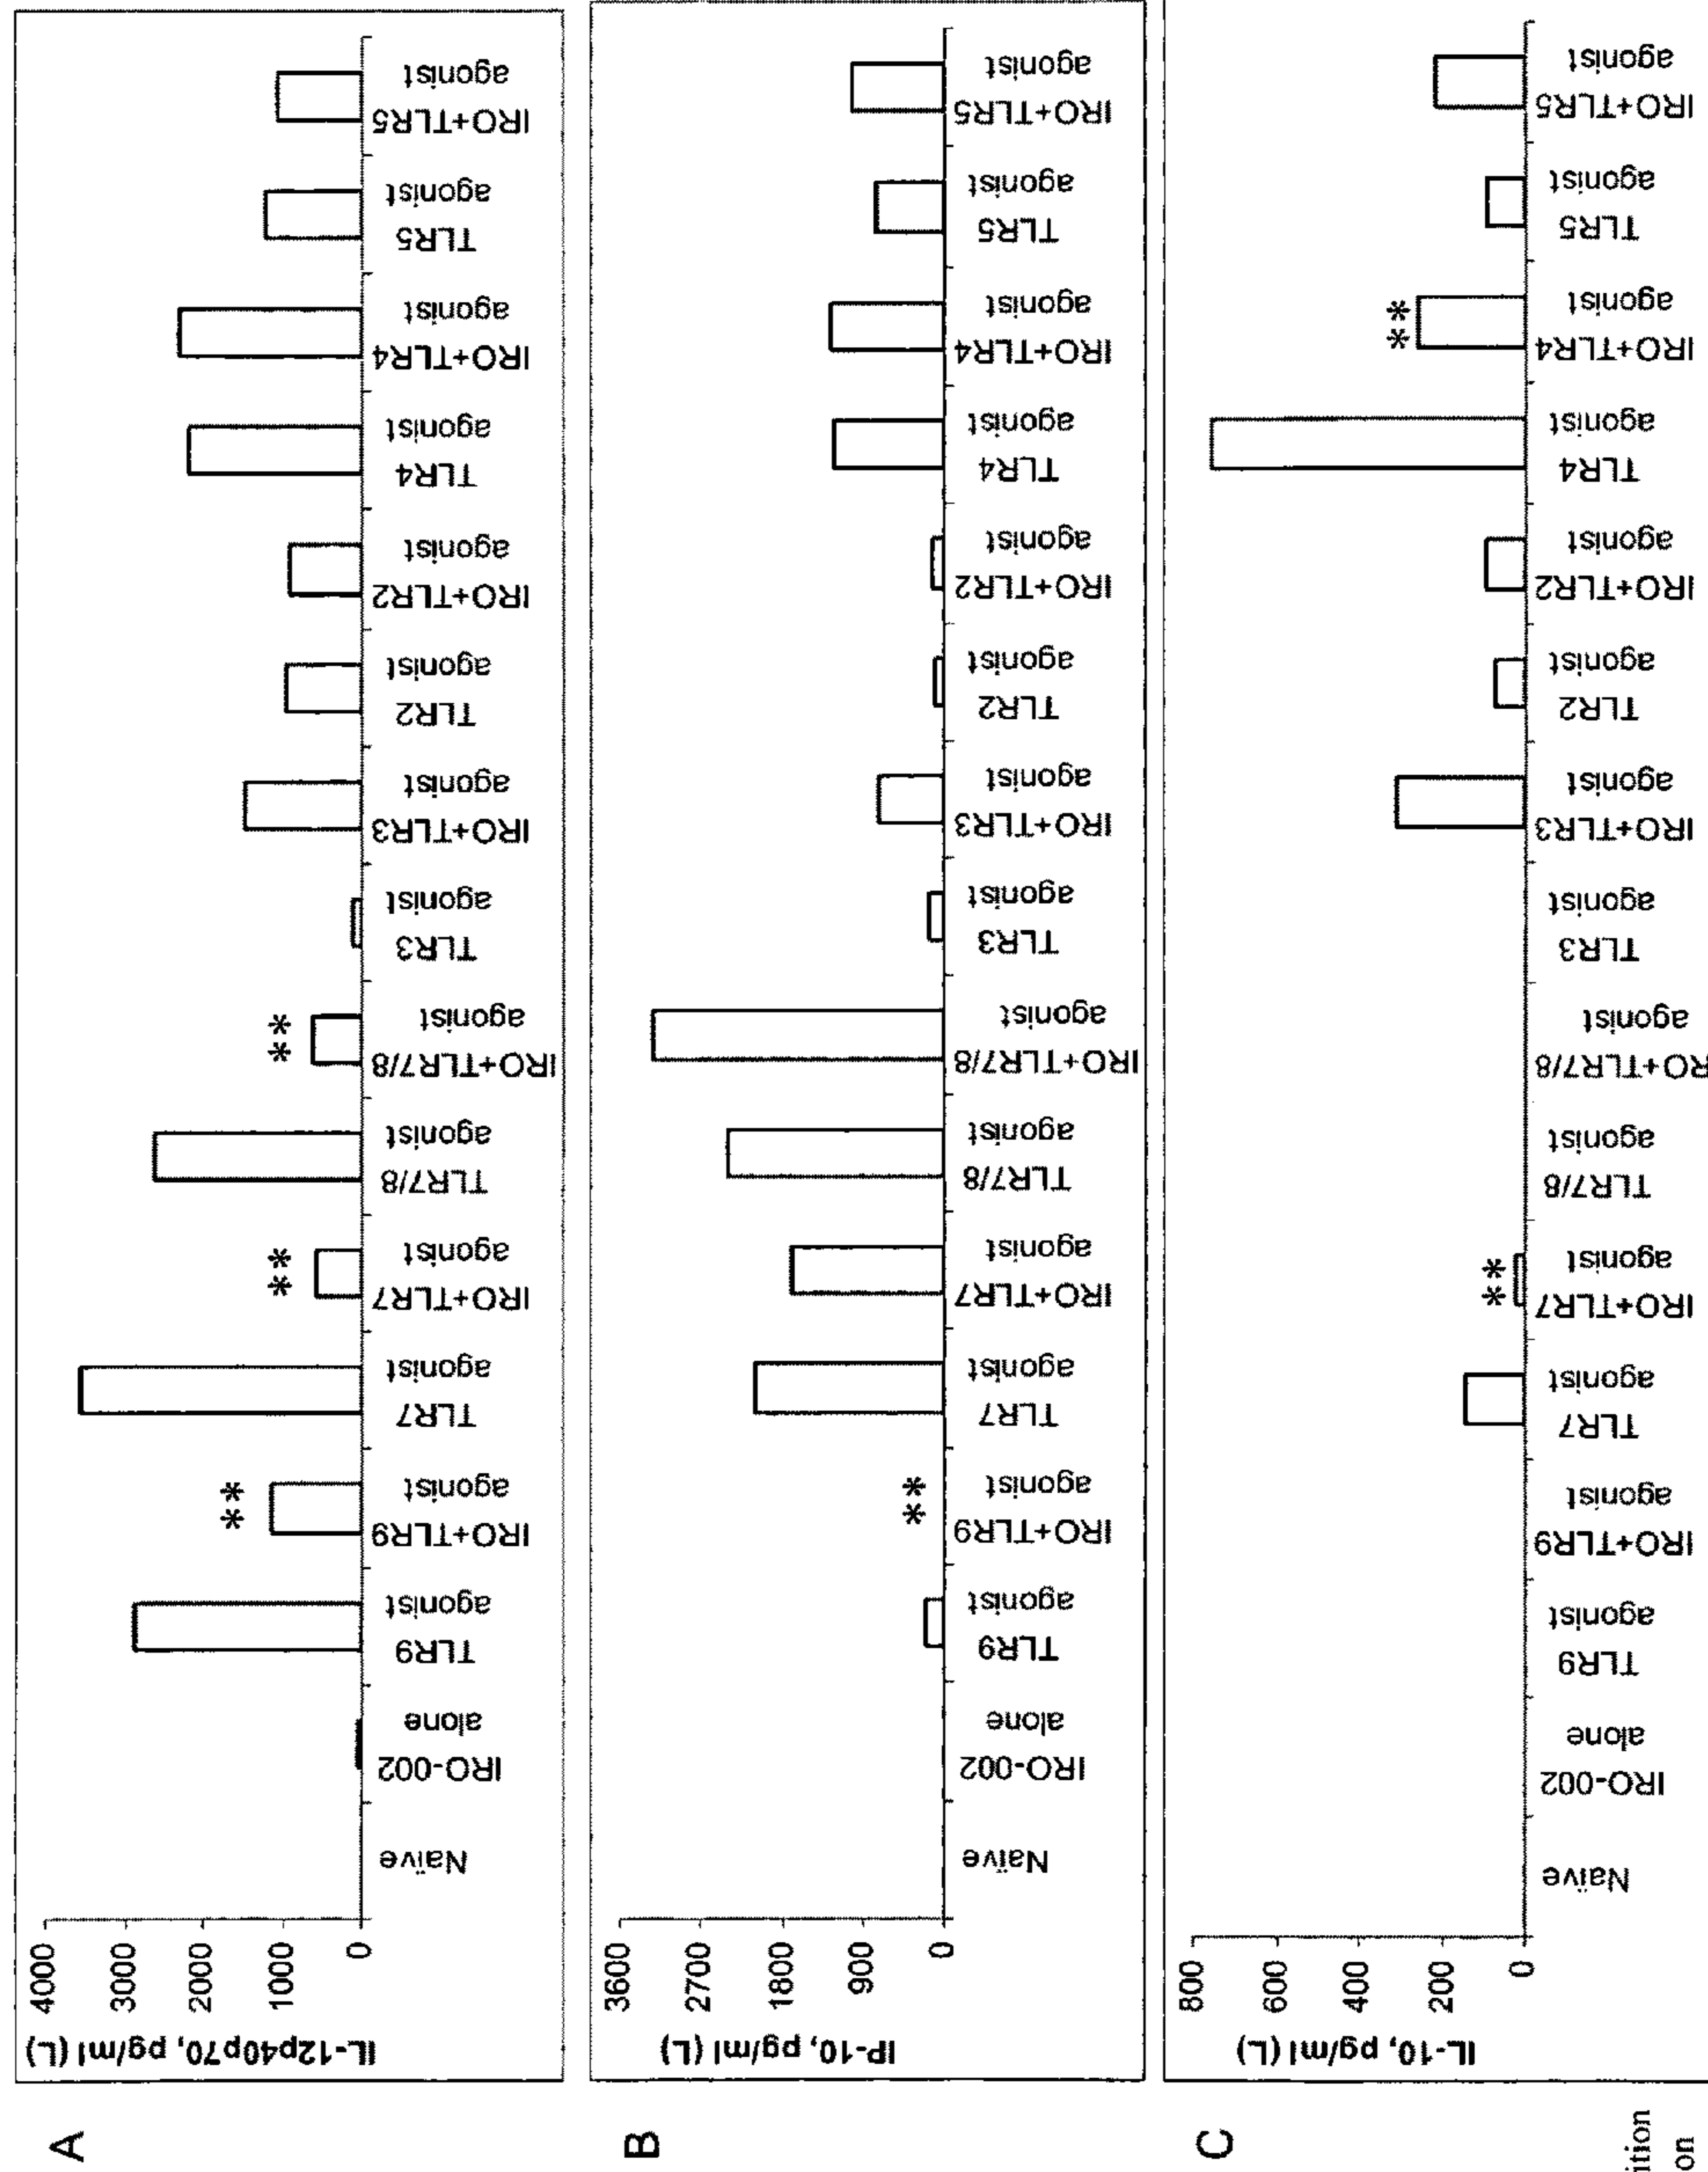 A
IL-12p40p70, pg/ml (L)
4000
3000
2000
1000
0
**
**
**
Naïve
IRO-002
alone
TLR9
agonist
IRO+TLR9
agonist
TLR7
agonist
IRO+TLR7
agonist
TLR7/8
agonist
IRO+TLR7/8
agonist
TLR3
agonist
IRO+TLR3
agonist
TLR2
agonist
IRO+TLR2
agonist
TLR4
agonist
IRO+TLR4
agonist
TLR5
agonist
IRO+TLR5
agonist
B
IP-10, pg/ml (L)
3600
2700
1800
900
0
**
Naïve
IRO-002
alone
TLR9
agonist
IRO+TLR9
agonist
TLR7
agonist
IRO+TLR7
agonist
TLR7/8
agonist
IRO+TLR7/8
agonist
TLR3
agonist
IRO+TLR3
agonist
TLR2
agonist
IRO+TLR2
agonist
TLR4
agonist
IRO+TLR4
agonist
TLR5
agonist
IRO+TLR5
agonist
C
IL-10, pg/ml (L)
800
600
400
200
0
**
**
Naïve
IRO-002
alone
TLR9
agonist
IRO+TLR9
agonist
TLR7
agonist
IRO+TLR7
agonist
TLR7/8
agonist
RO+TLR7/8
agonist
TLR3
agonist
IRO+TLR3
agonist
TLR2
agonist
IRO+TLR2
agonist
TLR4
agonist
IRO+TLR4
agonist
TLR5
agonist
IRO+TLR5
agonist
ition
on